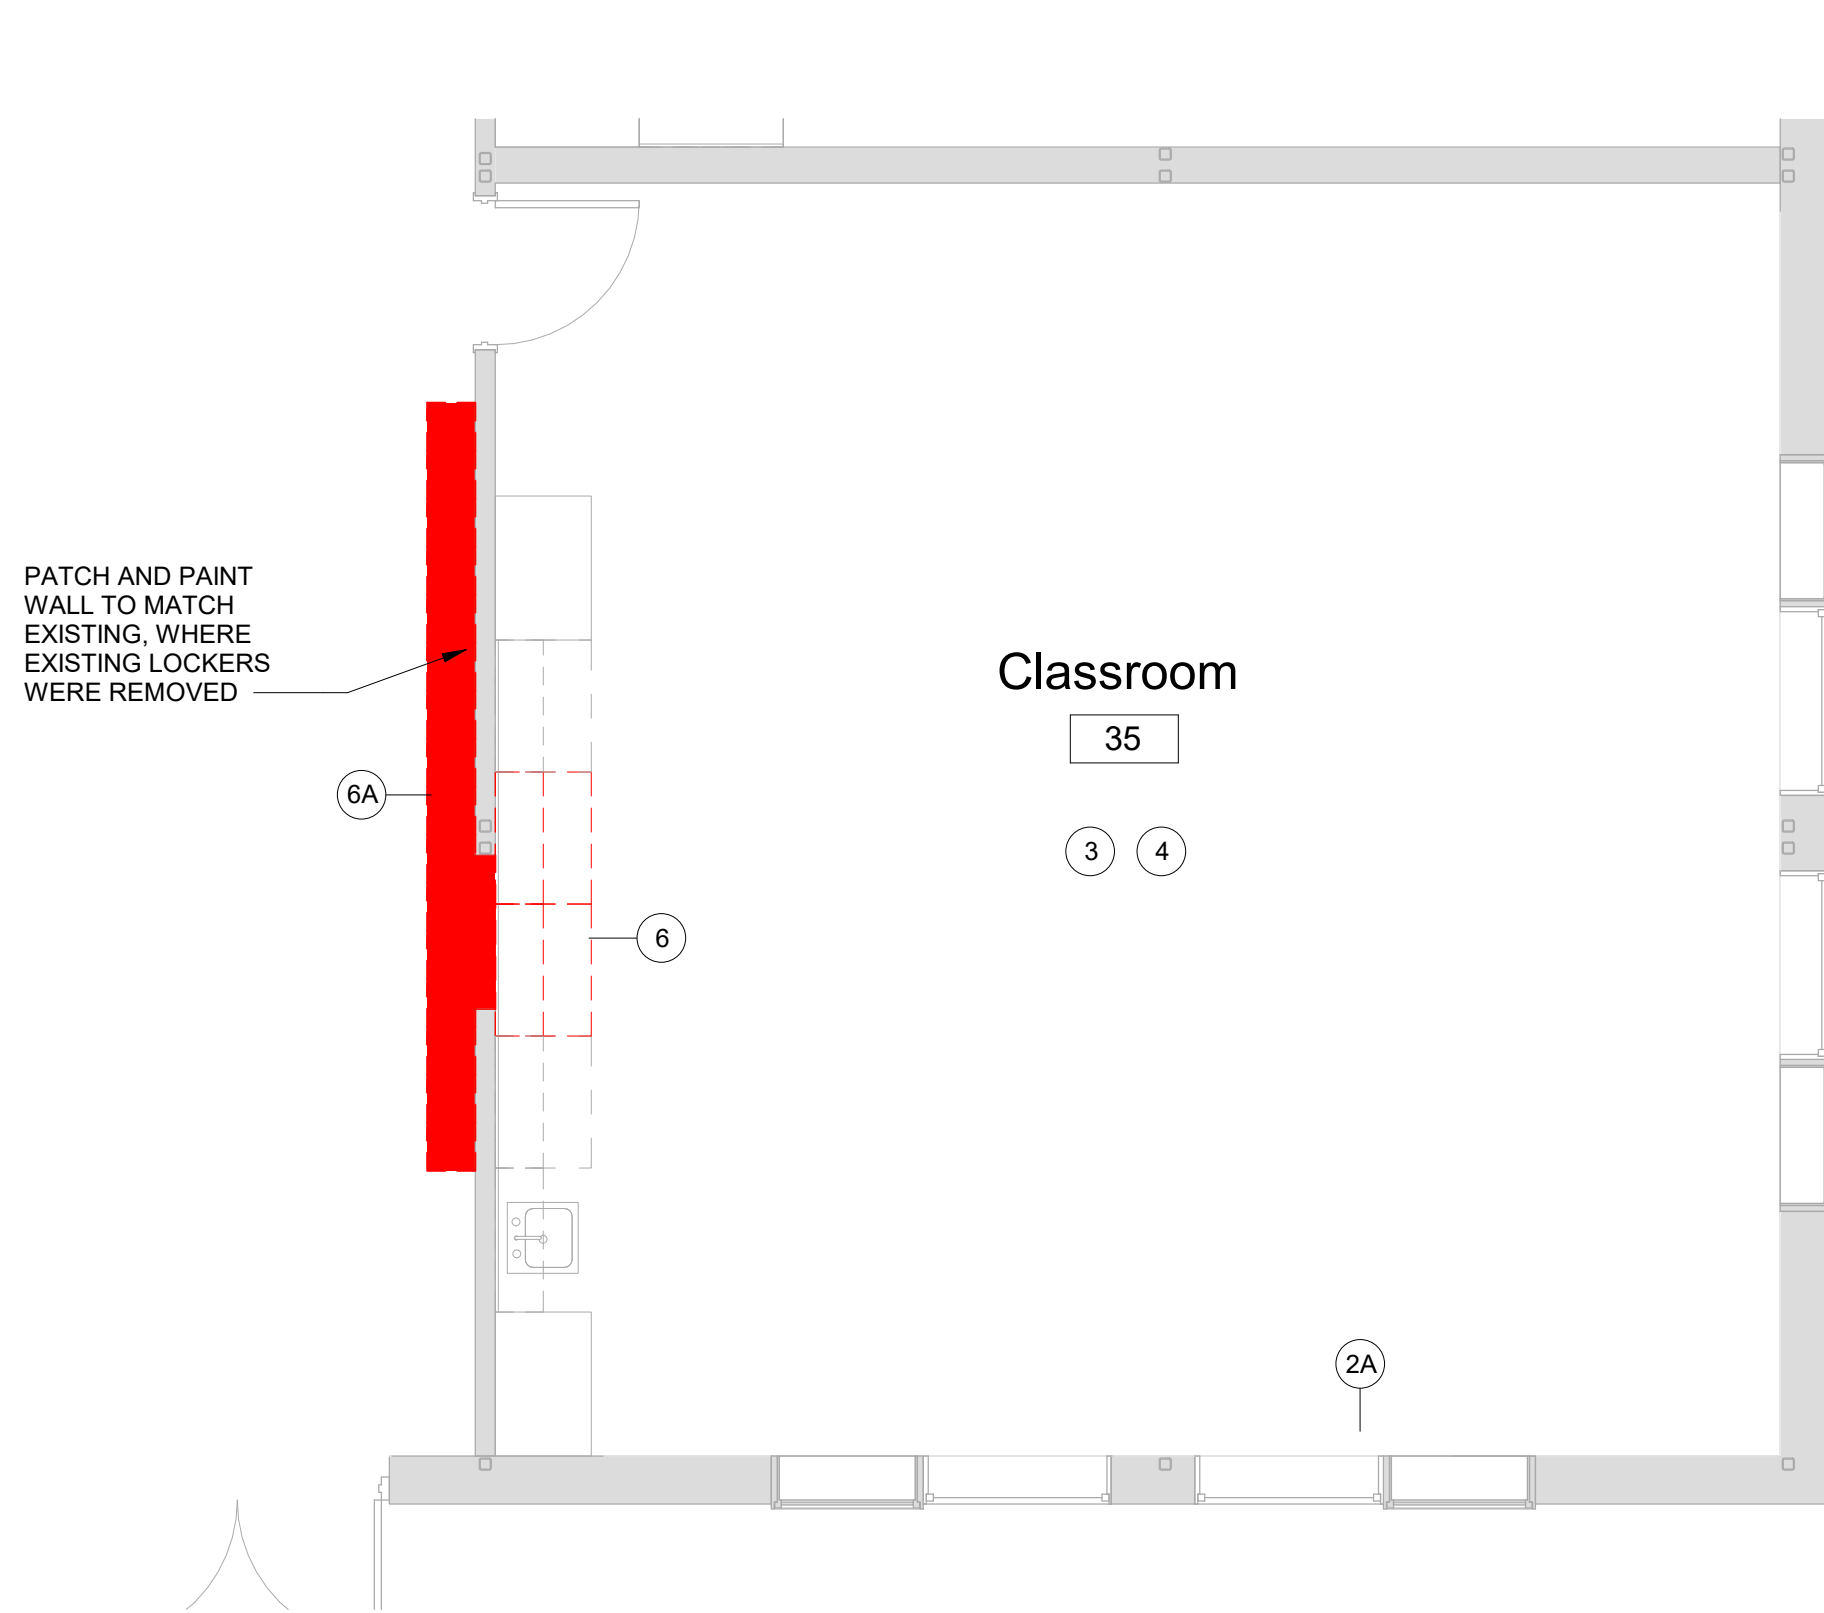 PATCH AND PAINT
WALL TO MATCH
EXISTING, WHERE
EXISTING LOCKERS
WERE REMOVED
Classroom
35
6A
3
4
6
2A